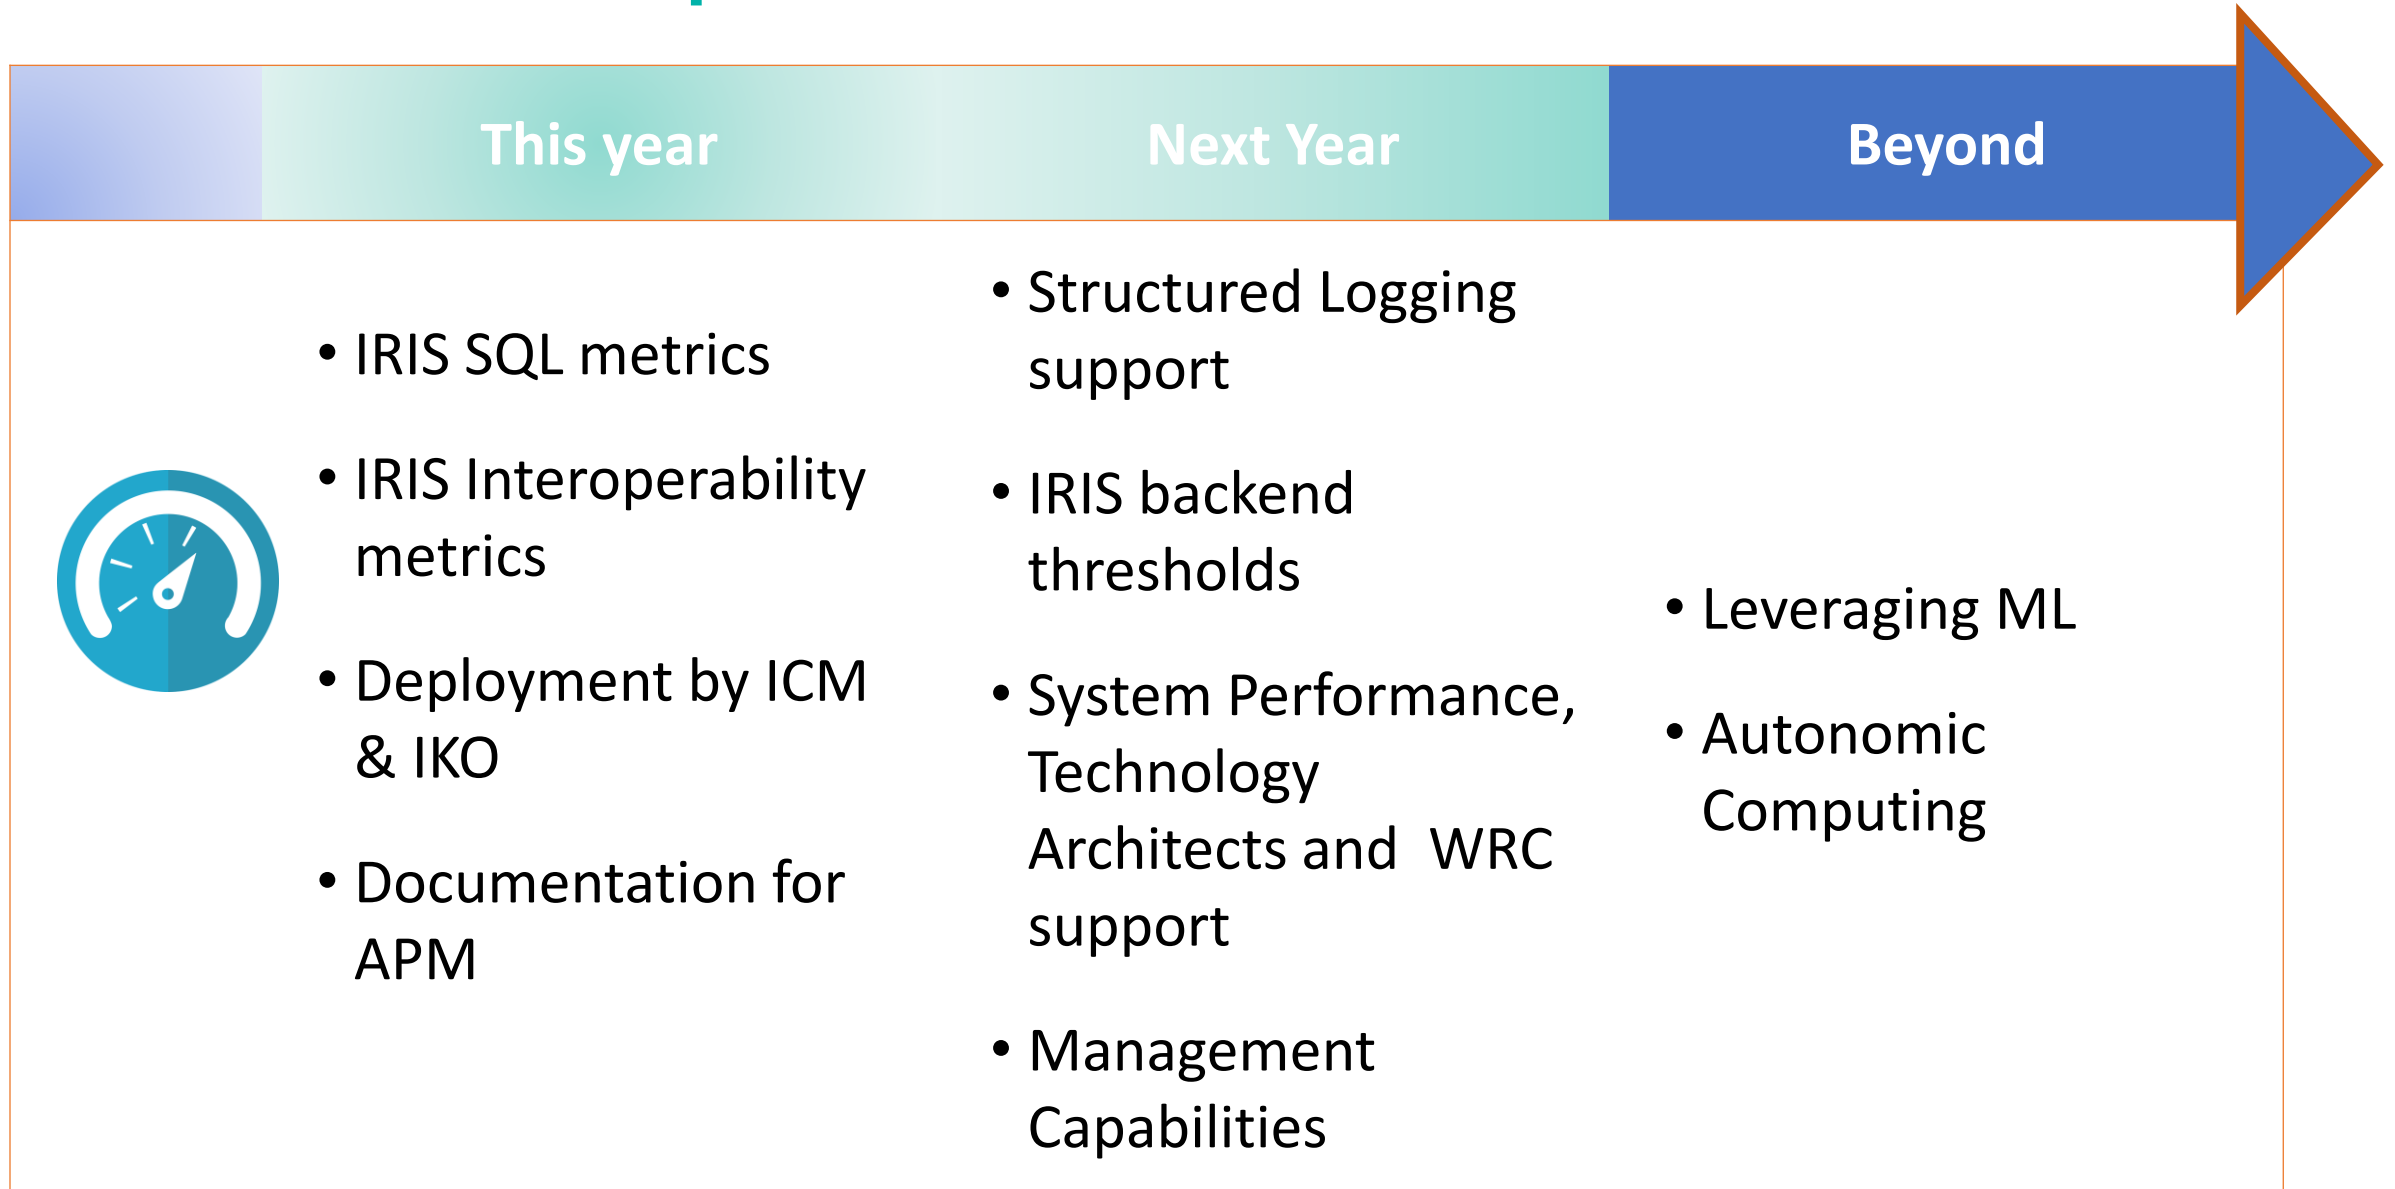 This year
Next Year
Beyond
• IRIS SQL metrics
• IRIS Interoperability
metrics
• Deployment by ICM
& IKO
• Documentation for
APM
• Structured Logging
support
• IRIS backend
thresholds
• System Performance,
Technology
Architects and  WRC
support
• Management
Capabilities
• Leveraging ML
• Autonomic
Computing